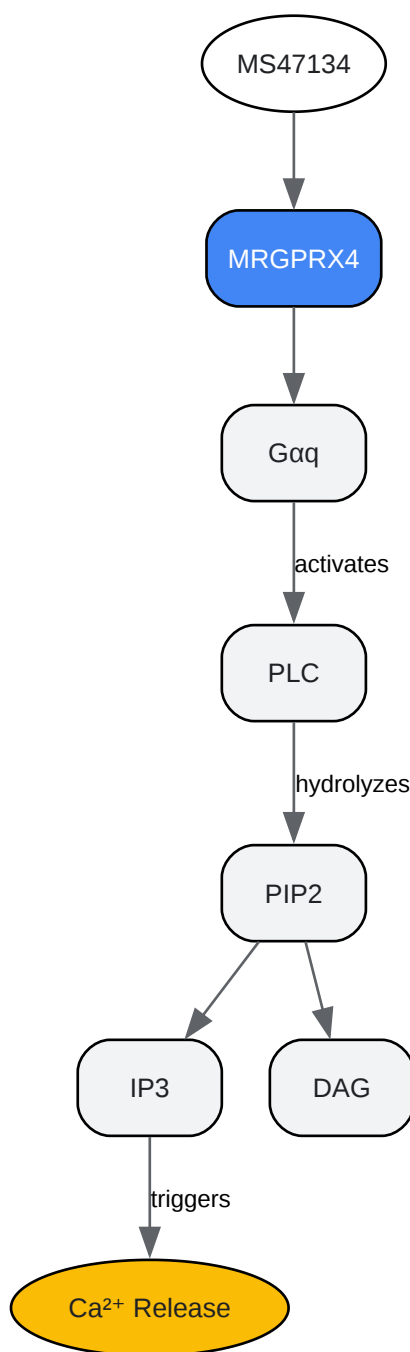 MS47134
MRGPRX4
Gαq
activates
PLC
hydrolyzes
PIP2
IP3
DAG
triggers
Ca²⁺ Release